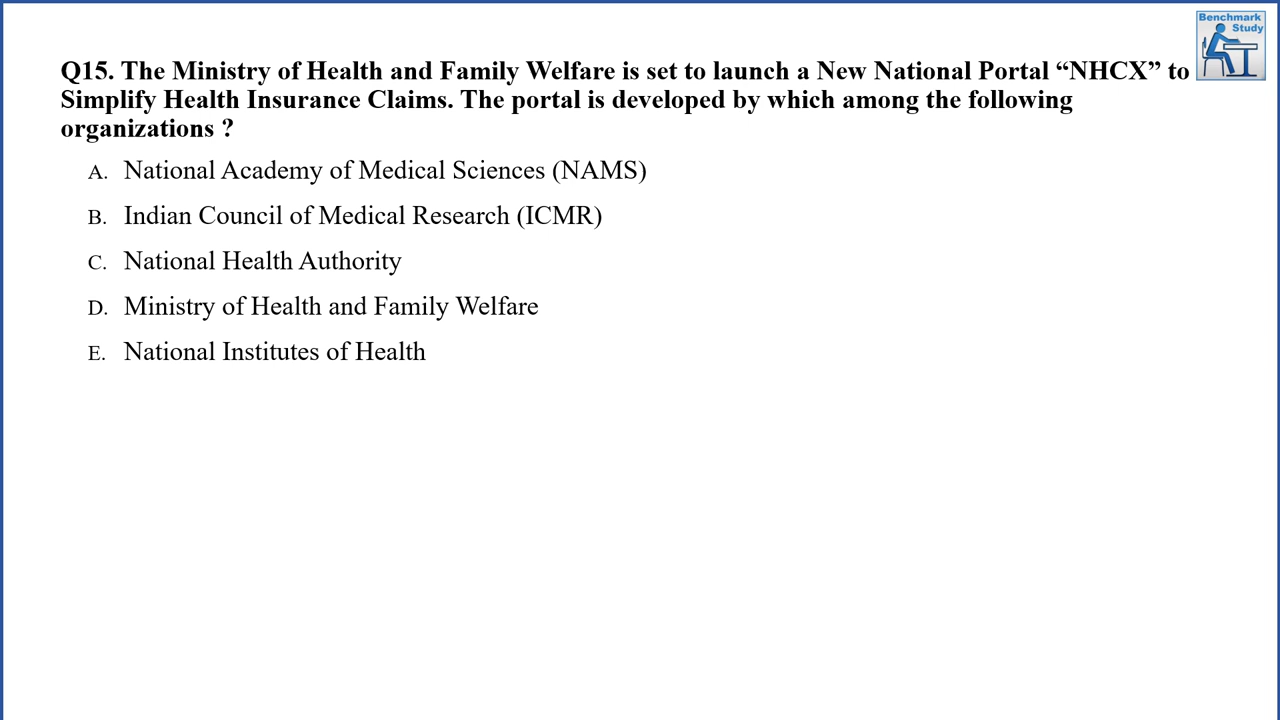 Benchmark
Study
Q15. The Ministry of Health and Family Welfare is set to launch a New National Portal “NHCX” to
Simplify Health Insurance Claims. The portal is developed by which among the following
organizations ?
A. National Academy of Medical Sciences (NAMS)
B. Indian Council of Medical Research (ICMR)
C. National Health Authority
D. Ministry of Health and Family Welfare
E. National Institutes of Health